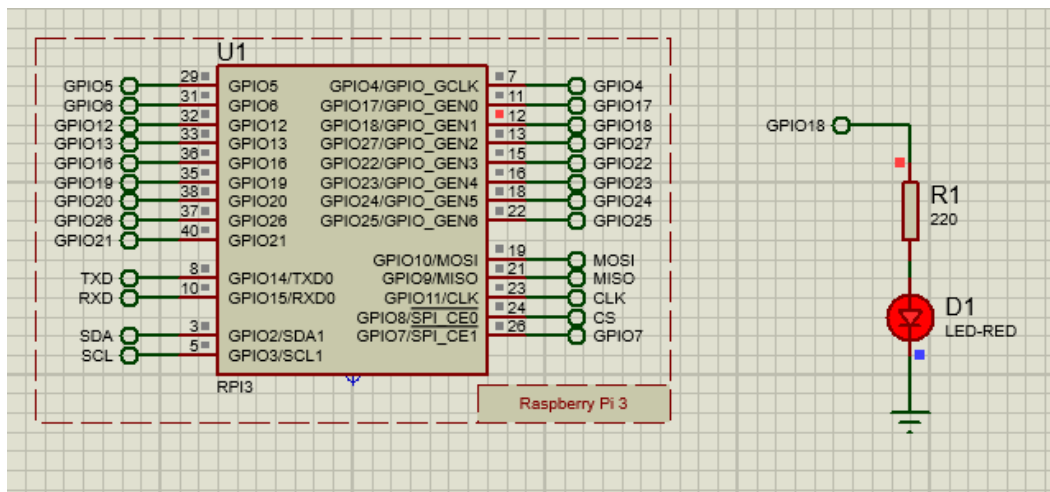 U1
GPIO5 29 GPIO5 GPIO4/GPIO_GCLK 7 GPIO4
GPIO6 31 GPIO6 GPIO17/GPIO_GEN0 11 GPIO17
GPIO12 32 GPIO12 GPIO18/GPIO_GEN1 12 GPIO18
GPIO13 33 GPIO13 GPIO27/GPIO_GEN2 13 GPIO27
GPIO16 36 GPIO16 GPIO22/GPIO_GEN3 15 GPIO22
GPIO19 35 GPIO19 GPIO23/GPIO_GEN4 16 GPIO23
GPIO20 38 GPIO20 GPIO24/GPIO_GEN5 18 GPIO24
GPIO26 37 GPIO26 GPIO25/GPIO_GEN6 22 GPIO25
GPIO21 40 GPIO21
GPIO10/MOSI 19 MOSI
TXD 8 GPIO14/TXD0 GPIO9/MISO 21 MISO
RXD 10 GPIO15/RXD0 GPIO11/CLK 23 CLK
GPIO8/SPI_CE0 24 CS
SDA 3 GPIO2/SDA1 GPIO7/SPI_CE1 26 GPIO7
SCL 5 GPIO3/SCL1
RPI3
Raspberry Pi 3
GPIO18
R1
220
D1
LED-RED